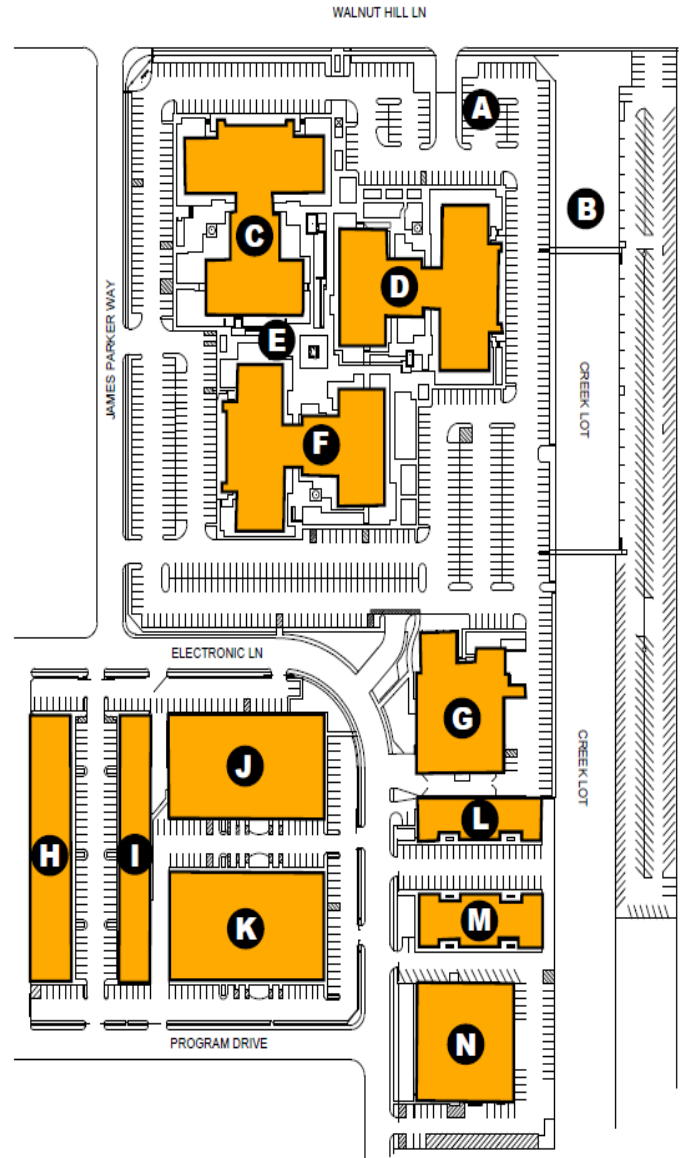 WALNUT HILL LN
A
B
C
D
E
JAMES PARKER WAY
CREEK LOT
F
ELECTRONIC LN
G
J
CREEK LOT
L
H
I
M
K
N
PROGRAM DRIVE